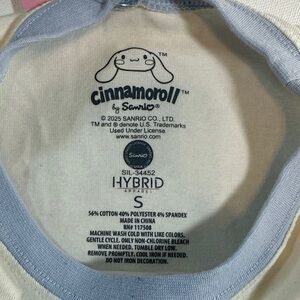 TM
cinnamoroll™
by Sanrio®
© 2025 SANRIO CO., LTD.
TM and ® denote U.S. Trademarks
Used Under License.
www.sanrio.com
Sanrio
SIL-34452
HYBRID
APPAREL
S
56% COTTON 40% POLYESTER 4% SPANDEX
MADE IN CHINA
RN# 117508
MACHINE WASH COLD WITH LIKE COLORS.
GENTLE CYCLE. ONLY NON-CHLORINE BLEACH
WHEN NEEDED. TUMBLE DRY LOW.
REMOVE PROMPTLY. COOL IRON IF NEEDED.
DO NOT IRON DECORATION.